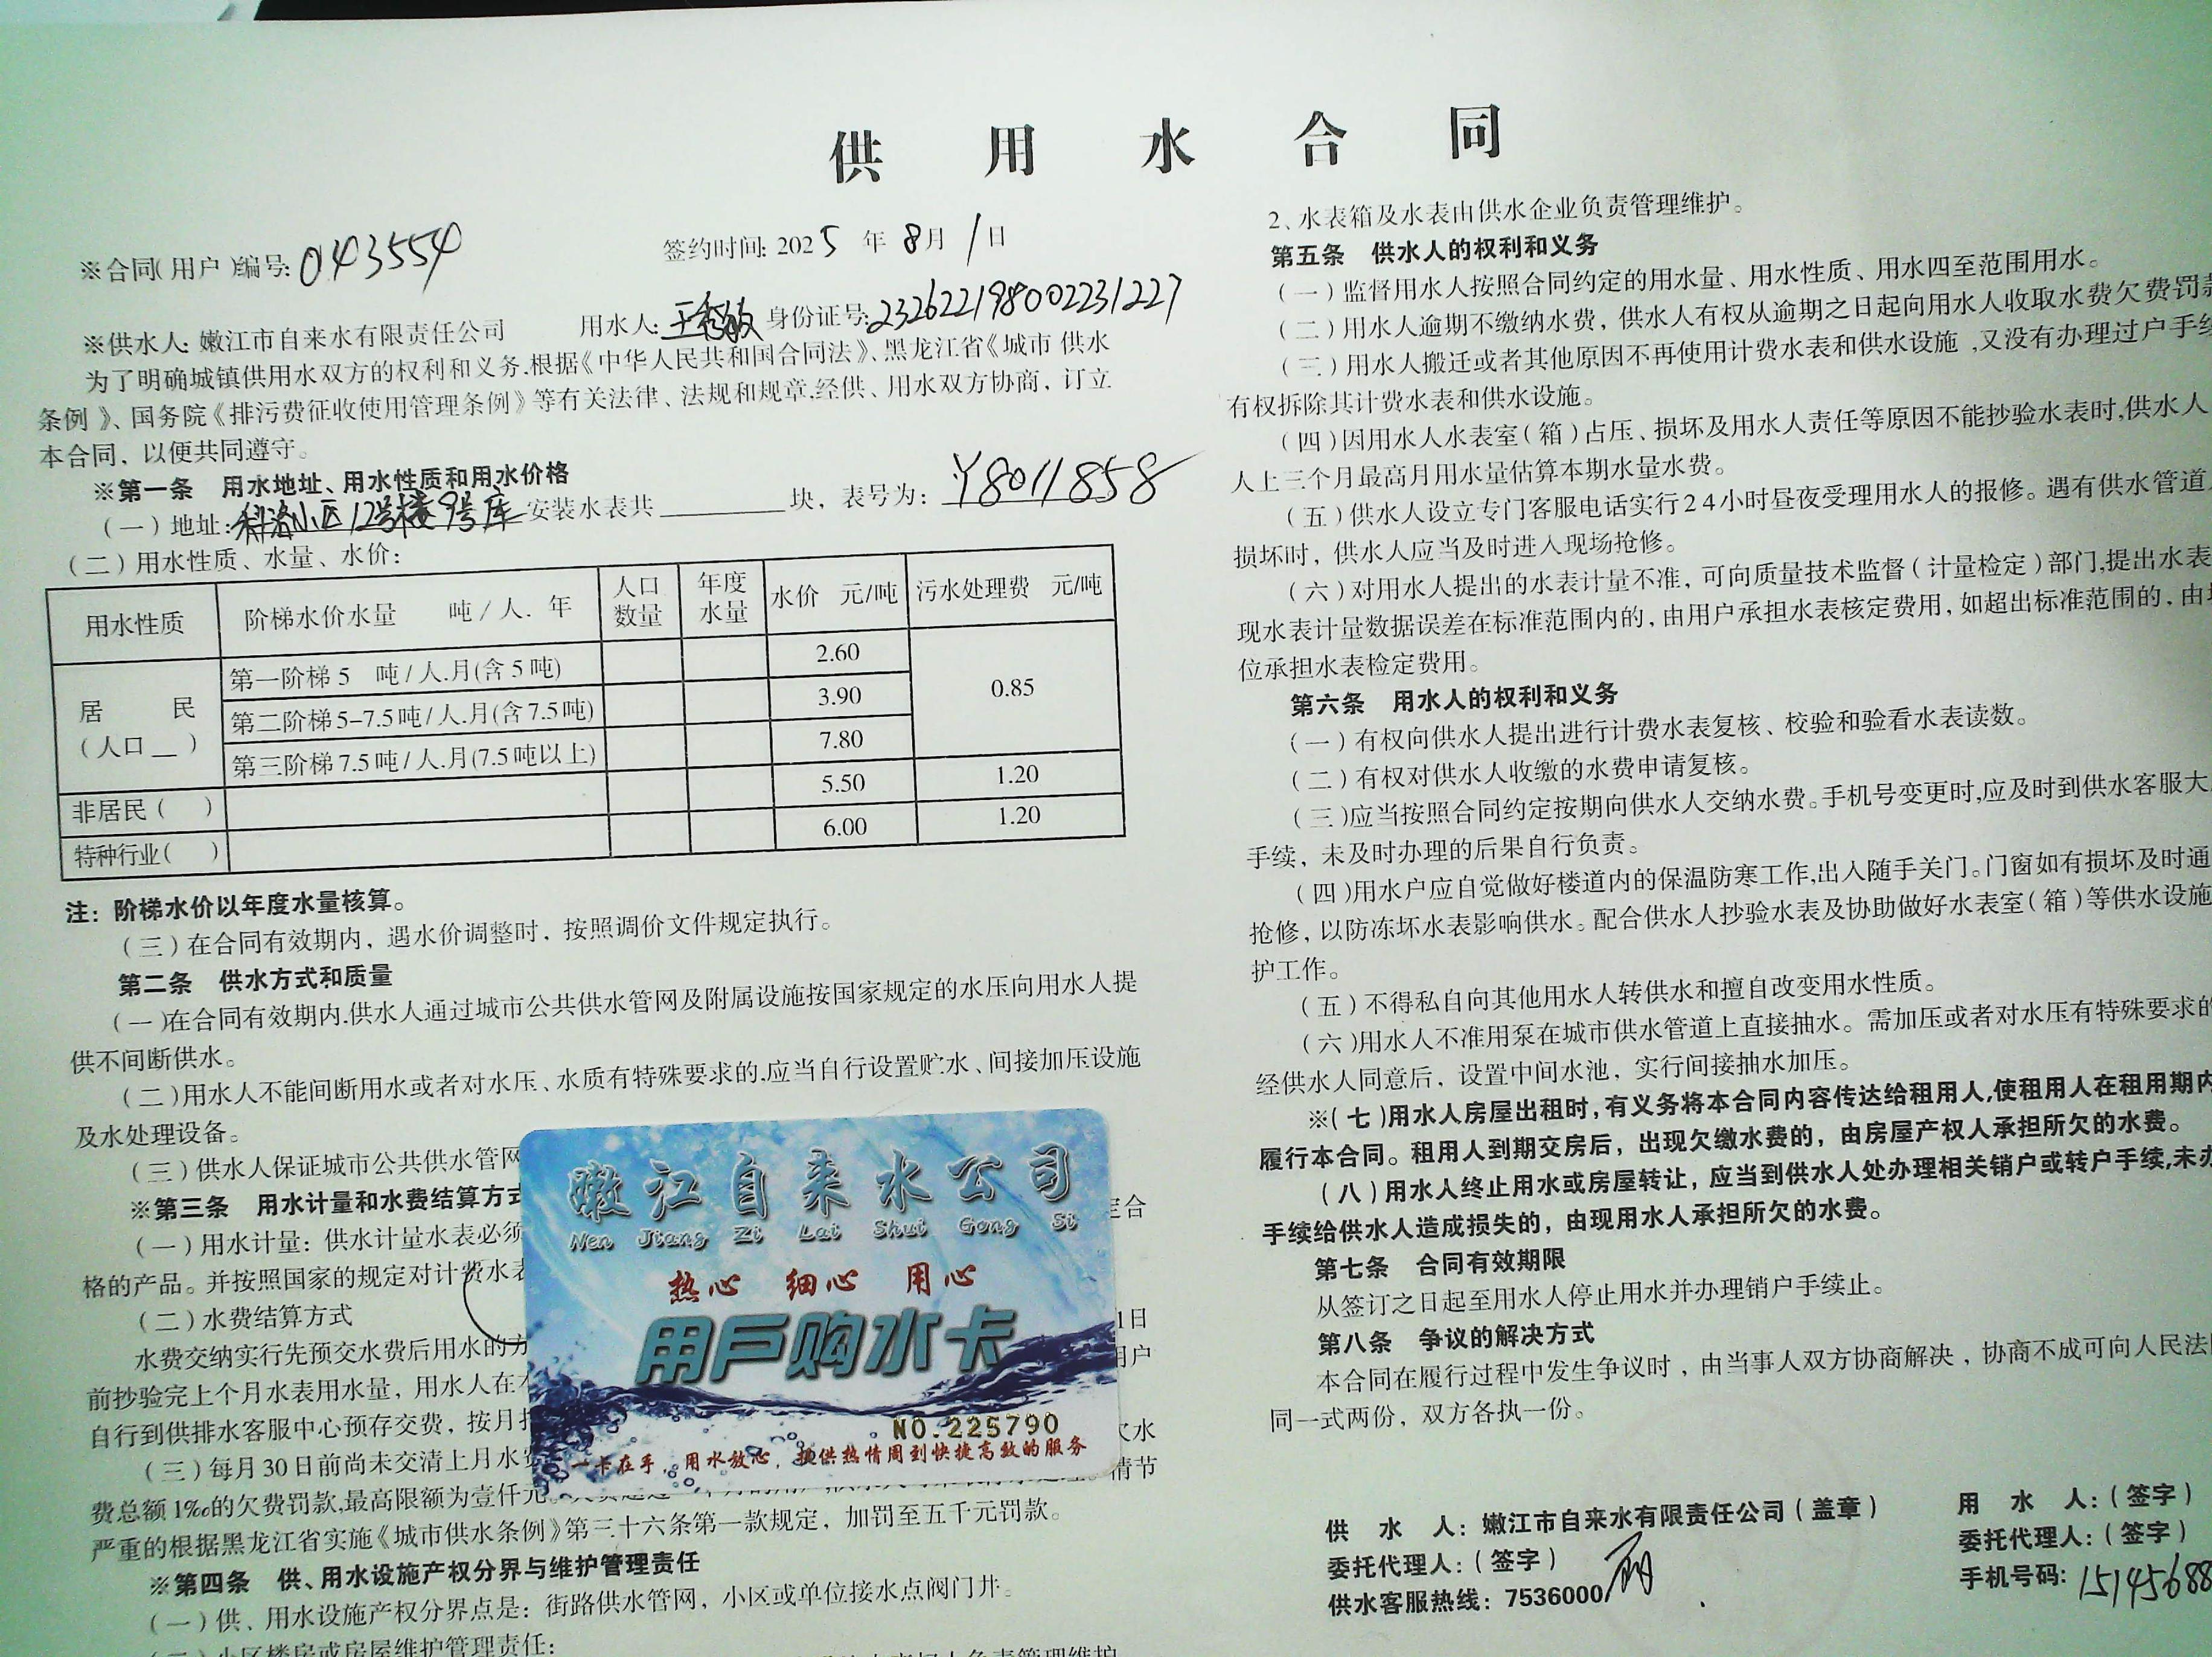 供用水合同
※合同(用户)编号:043554
签约时间: 2025年8月1日
※供水人:嫩江市自来水有限责任公司 用水人:王秀敏 身份证号:232622198002231227
为了明确城镇供用水双方的权利和义务.根据《中华人民共和国合同法》、黑龙江省《城市 供水
条例》、国务院《排污费征收使用管理条例》等有关法律、法规和规章,经供、用水双方协商，订立
本合同，以便共同遵守。
※第一条 用水地址、用水性质和用水价格
(一)地址:科洛小区12号楼9号库 安装水表共______块，表号为:Y8011858
(二)用水性质、水量、水价:
用水性质 阶梯水价水量 吨/人.年 人口数量 年度水量 水价 元/吨 污水处理费 元/吨
居 民(人口__) 第一阶梯 5 吨/人.月(含 5 吨) 2.60 0.85
第二阶梯 5-7.5 吨/人.月(含 7.5 吨) 3.90
第三阶梯 7.5 吨/人.月(7.5 吨以上) 7.80
非居民( ) 5.50 1.20
特种行业( ) 6.00 1.20
注：阶梯水价以年度水量核算。
(三)在合同有效期内，遇水价调整时，按照调价文件规定执行。
第二条 供水方式和质量
(一)在合同有效期内.供水人通过城市公共供水管网及附属设施按国家规定的水压向用水人提
供不间断供水。
(二)用水人不能间断用水或者对水压、水质有特殊要求的.应当自行设置贮水、间接加压设施
及水处理设备。
(三)供水人保证城市公共供水管网
※第三条 用水计量和水费结算方式
(一)用水计量：供水计量水表必须 定合
格的产品。并按照国家的规定对计费水表
(二)水费结算方式
水费交纳实行先预交水费后用水的方 1日
前抄验完上个月水表用水量，用水人在本 用户
自行到供排水客服中心预存交费，按月扣
(三)每月30日前尚未交清上月水费 欠水
费总额1‰的欠费罚款,最高限额为壹仟元。 情节
严重的根据黑龙江省实施《城市供水条例》第三十六条第一款规定，加罚至五千元罚款。
※第四条 供、用水设施产权分界与维护管理责任
(一)供、用水设施产权分界点是：街路供水管网，小区或单位接水点阀门井。
(二)小区楼房或房屋维护管理责任:
嫩江自来水公司
Nen Jiang Zi Lai Shui Gong Si
热心 细心 用心
用户购水卡
NO.225790
一卡在手，用水放心，提供热情周到快捷高效的服务
2、水表箱及水表由供水企业负责管理维护。
第五条 供水人的权利和义务
(一)监督用水人按照合同约定的用水量、用水性质、用水四至范围用水。
(二)用水人逾期不缴纳水费，供水人有权从逾期之日起向用水人收取水费欠费罚款
(三)用水人搬迁或者其他原因不再使用计费水表和供水设施,又没有办理过户手续
有权拆除其计费水表和供水设施。
(四)因用水人水表室(箱)占压、损坏及用水人责任等原因不能抄验水表时,供水人
人上三个月最高月用水量估算本期水量水费。
(五)供水人设立专门客服电话实行24小时昼夜受理用水人的报修。遇有供水管道
损坏时，供水人应当及时进入现场抢修。
(六)对用水人提出的水表计量不准，可向质量技术监督(计量检定)部门,提出水表
现水表计量数据误差在标准范围内的，由用户承担水表核定费用，如超出标准范围的，由
位承担水表检定费用。
第六条 用水人的权利和义务
(一)有权向供水人提出进行计费水表复核、校验和验看水表读数。
(二)有权对供水人收缴的水费申请复核。
(三)应当按照合同约定按期向供水人交纳水费。手机号变更时,应及时到供水客服大
手续，未及时办理的后果自行负责。
(四)用水户应自觉做好楼道内的保温防寒工作,出入随手关门。门窗如有损坏及时通
抢修，以防冻坏水表影响供水。配合供水人抄验水表及协助做好水表室(箱)等供水设施
护工作。
(五)不得私自向其他用水人转供水和擅自改变用水性质。
(六)用水人不准用泵在城市供水管道上直接抽水。需加压或者对水压有特殊要求的
经供水人同意后，设置中间水池，实行间接抽水加压。
※(七)用水人房屋出租时,有义务将本合同内容传达给租用人,使租用人在租用期内
履行本合同。租用人到期交房后，出现欠缴水费的，由房屋产权人承担所欠的水费。
(八)用水人终止用水或房屋转让，应当到供水人处办理相关销户或转户手续,未办
手续给供水人造成损失的，由现用水人承担所欠的水费。
第七条 合同有效期限
从签订之日起至用水人停止用水并办理销户手续止。
第八条 争议的解决方式
本合同在履行过程中发生争议时，由当事人双方协商解决，协商不成可向人民法
同一式两份，双方各执一份。
供 水 人：嫩江市自来水有限责任公司(盖章)
委托代理人:(签字)
供水客服热线：7536000
用 水 人:(签字)
委托代理人:(签字)
手机号码:15145688